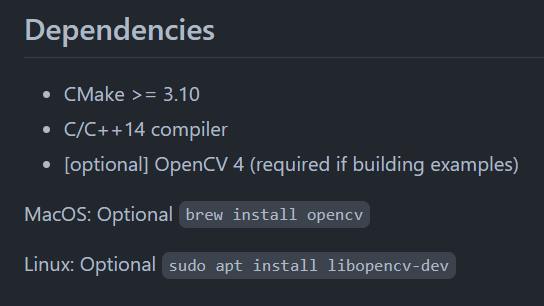 Dependencies
• CMake >= 3.10
• C/C++14 compiler
• [optional] OpenCV 4 (required if building examples)
MacOS: Optional brew install opencv
Linux: Optional sudo apt install libopencv-dev